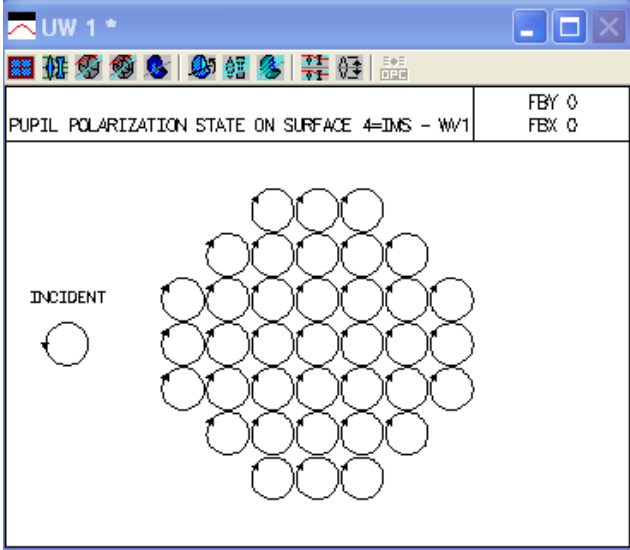 UW 1 *
FBY 0
PUPIL POLARIZATION STATE ON SURFACE 4=IMS - WV1
FBX 0
INCIDENT